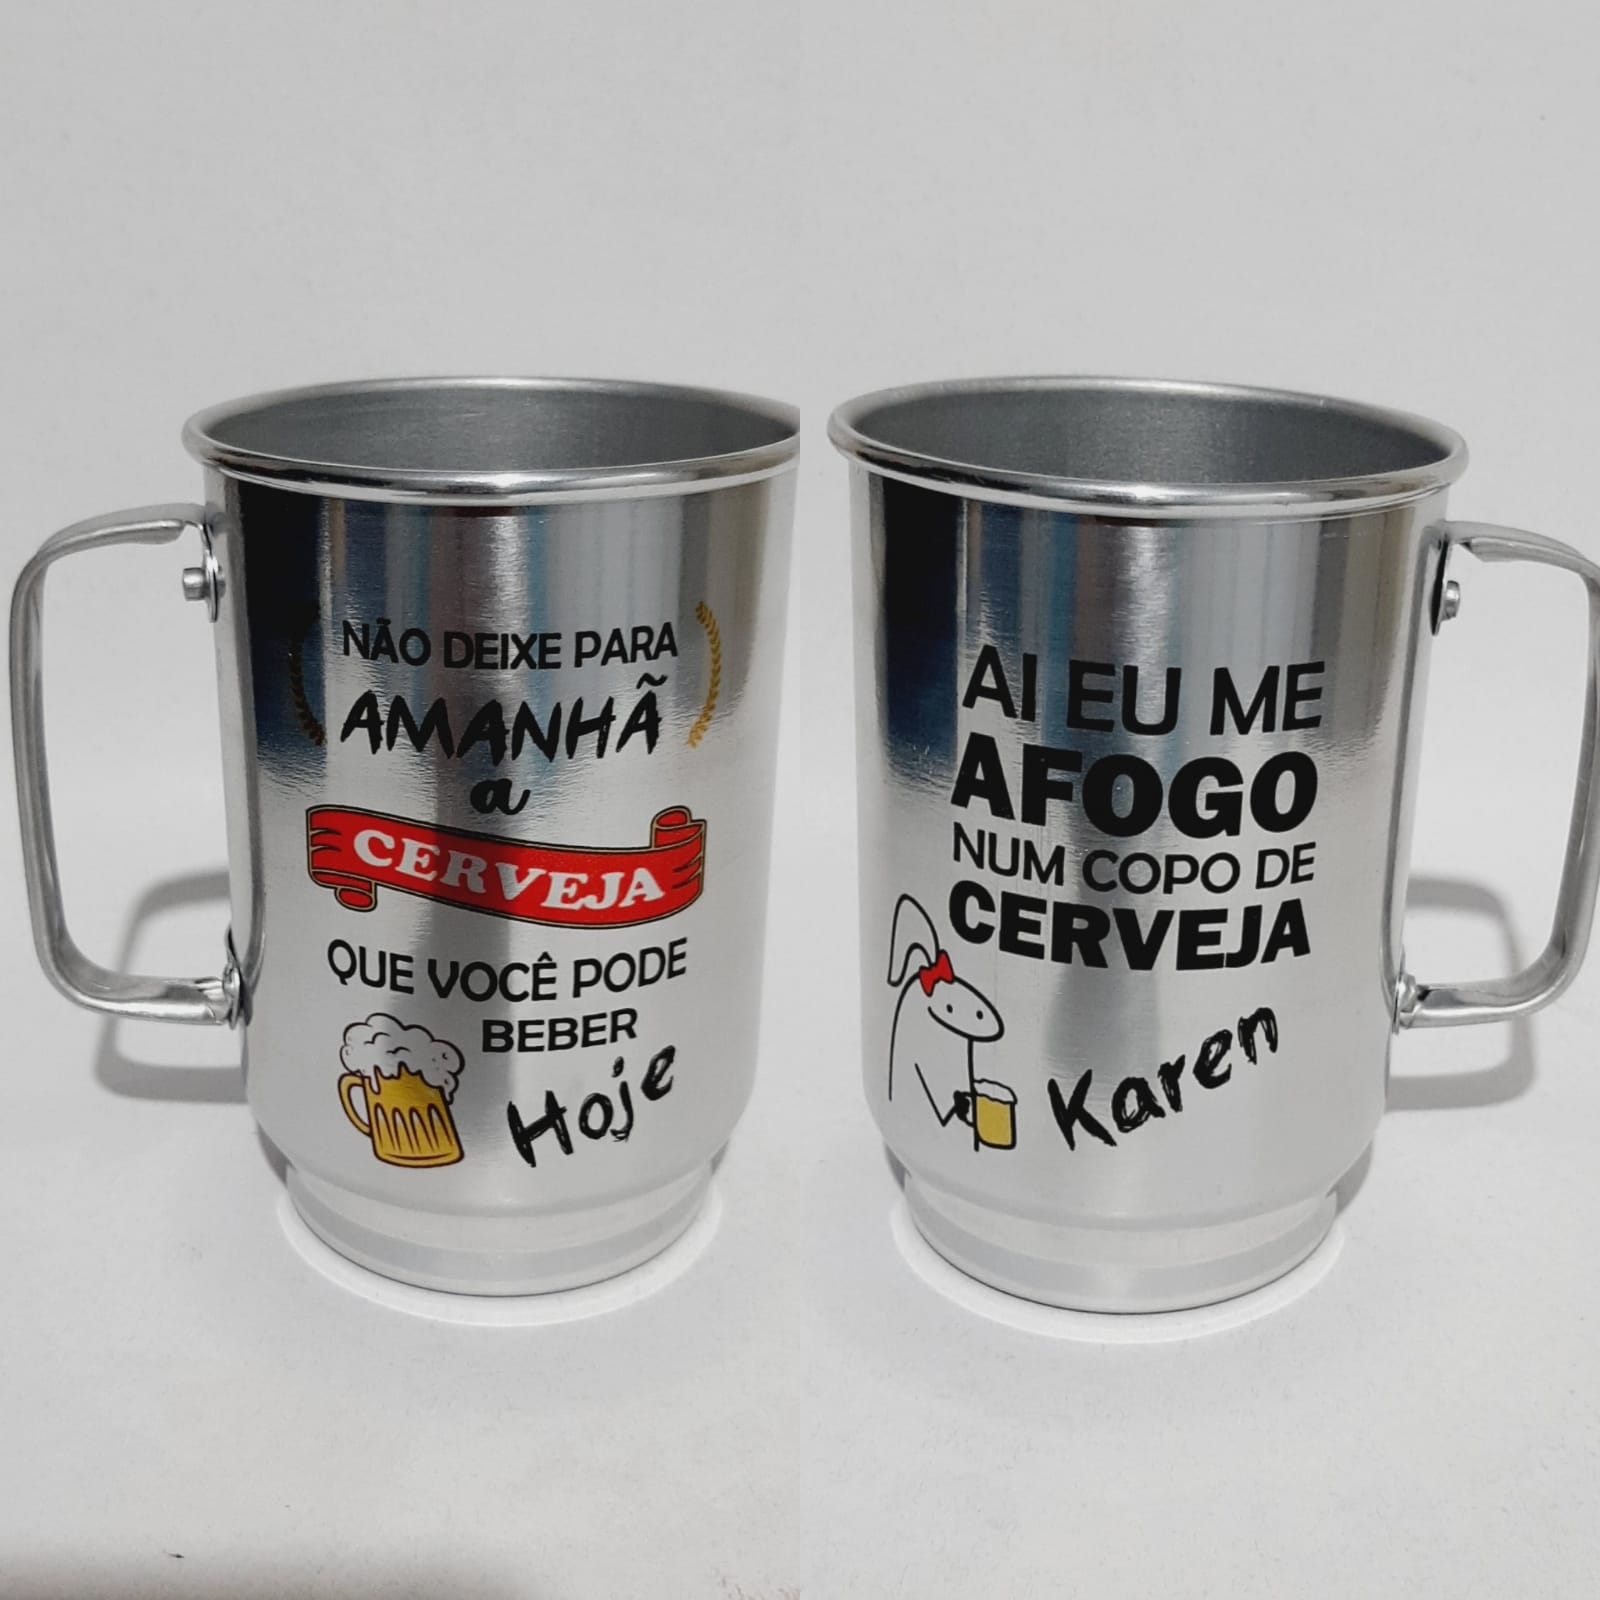 NÃO DEIXE PARA
AMANHÃ
a
CERVEJA
QUE VOCÊ PODE
BEBER
Hoje
AI EU ME
AFOGO
NUM COPO DE
CERVEJA
Karen